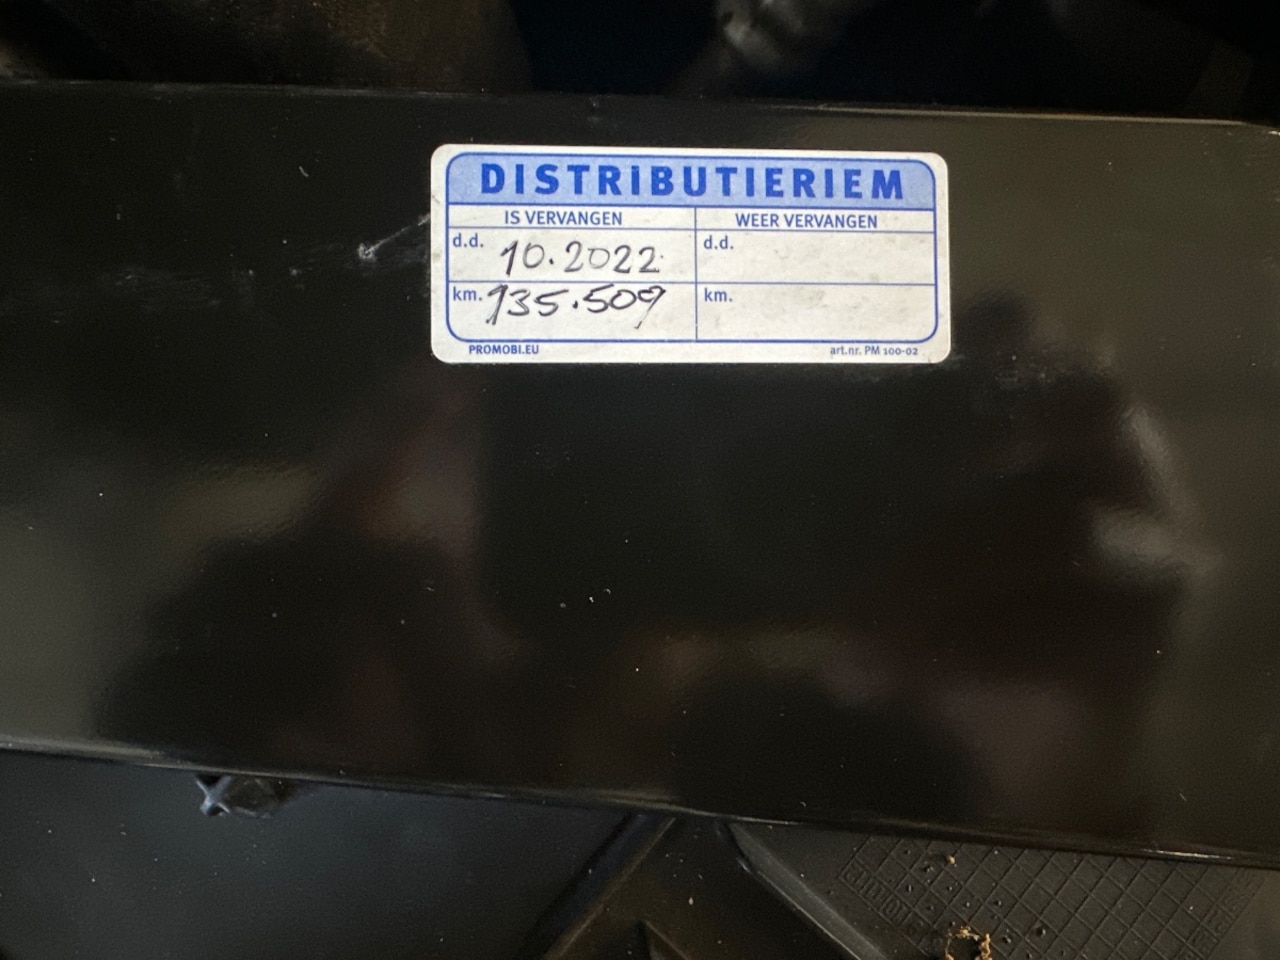 DISTRIBUTIERIEM
IS VERVANGEN WEER VERVANGEN
d.d. 10.2022 d.d.
km. 135.509 km.
PROMOBI.EU art.nr. PM 100-02